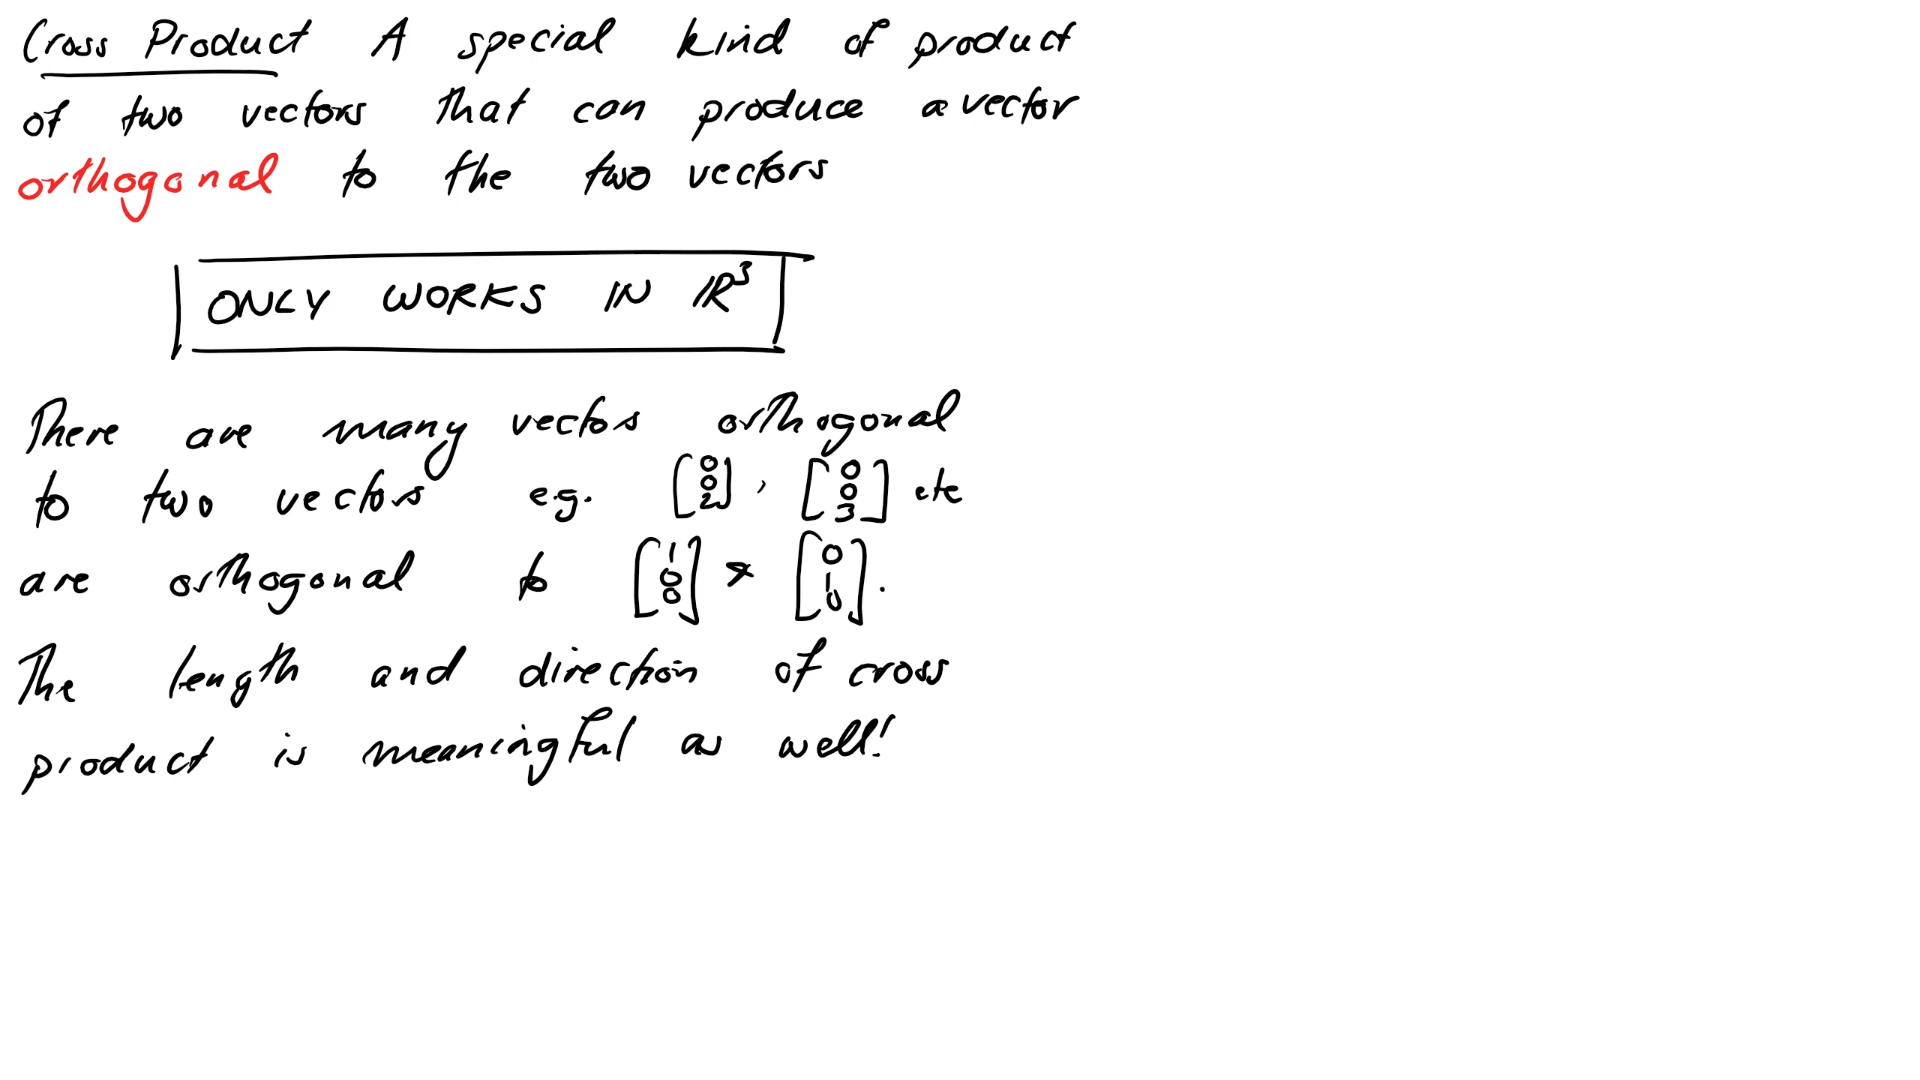 Cross Product A special kind of product
of two vectors that can produce a vector
orthogonal to the two vectors
ONLY WORKS IN ℝ³
There are many vectos orthogonal
to two vectors e.g. [0 0 2], [0 0 3] etc
are orthogonal to [1 0 0] & [0 1 0].
The length and direction of cross
product is meaningful as well!